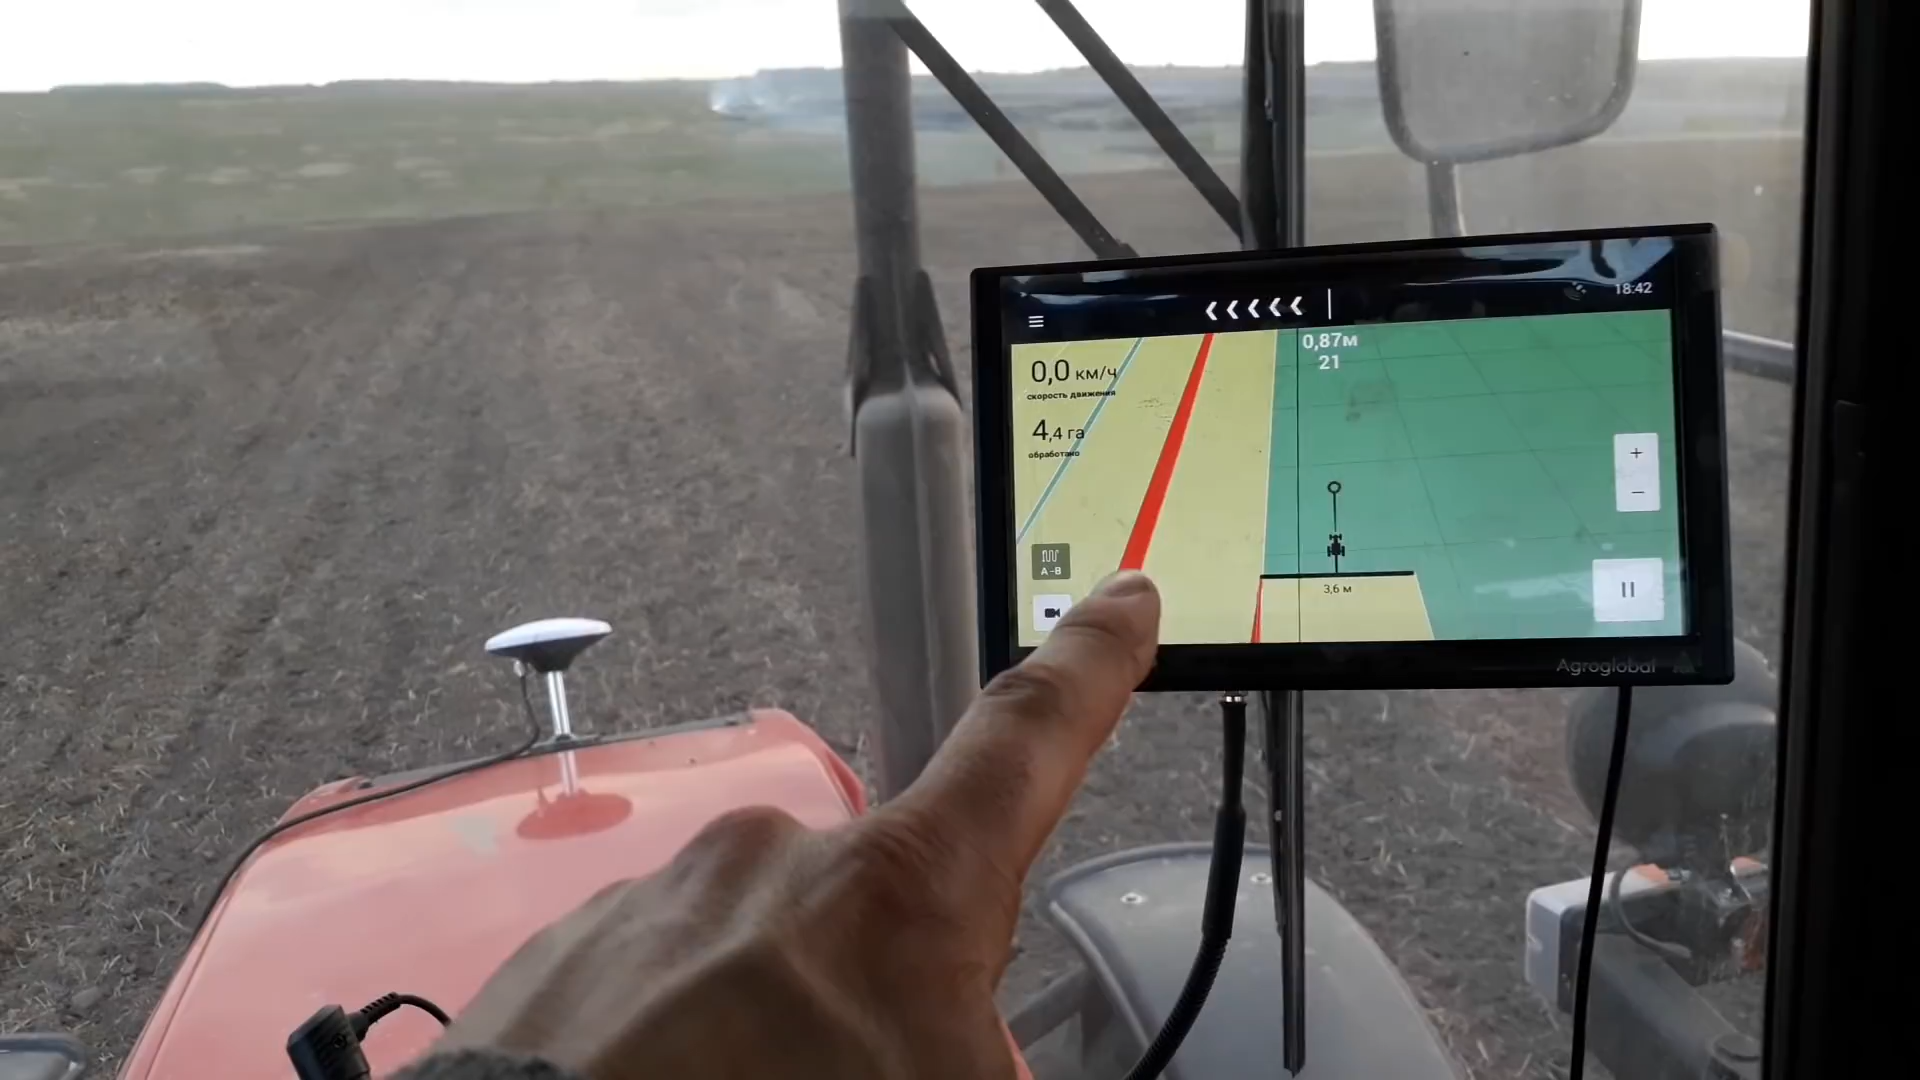 18:42
0,87м
21
0,0 км/ч
скорость движения
4,4 га
обработано
A-B
3,6 м
Agroglobal